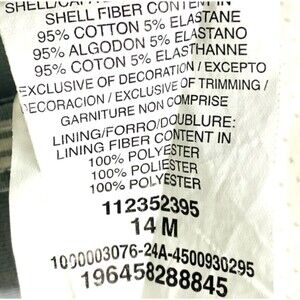 SHELL FIBER CONTENT IN
95% COTTON 5% ELASTANE
95% ALGODON 5% ELASTANO
95% COTON 5% ELASTHANNE
EXCLUSIVE OF DECORATION / EXCEPTO
DECORACION / EXCLUSIVE OF TRIMMING /
GARNITURE NON COMPRISE
LINING/FORRO/DOUBLURE:
LINING FIBER CONTENT IN
100% POLYESTER
100% POLIESTER
100% POLYESTER
112352395
14 M
1000003076-24A-4500930295
196458288845